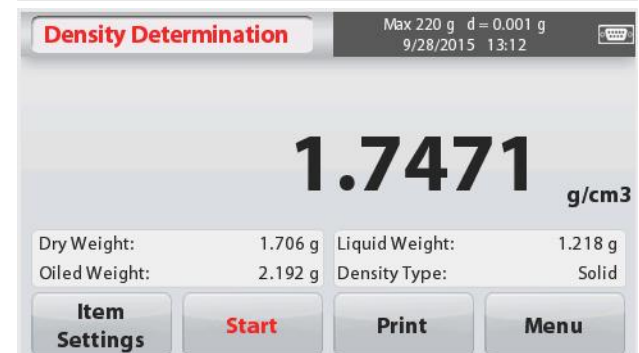 Density Determination
Max 220 g d = 0.001 g
9/28/2015 13:12
1.7471 g/cm3
Dry Weight: 1.706 g Liquid Weight: 1.218 g
Oiled Weight: 2.192 g Density Type: Solid
Item Settings
Start
Print
Menu